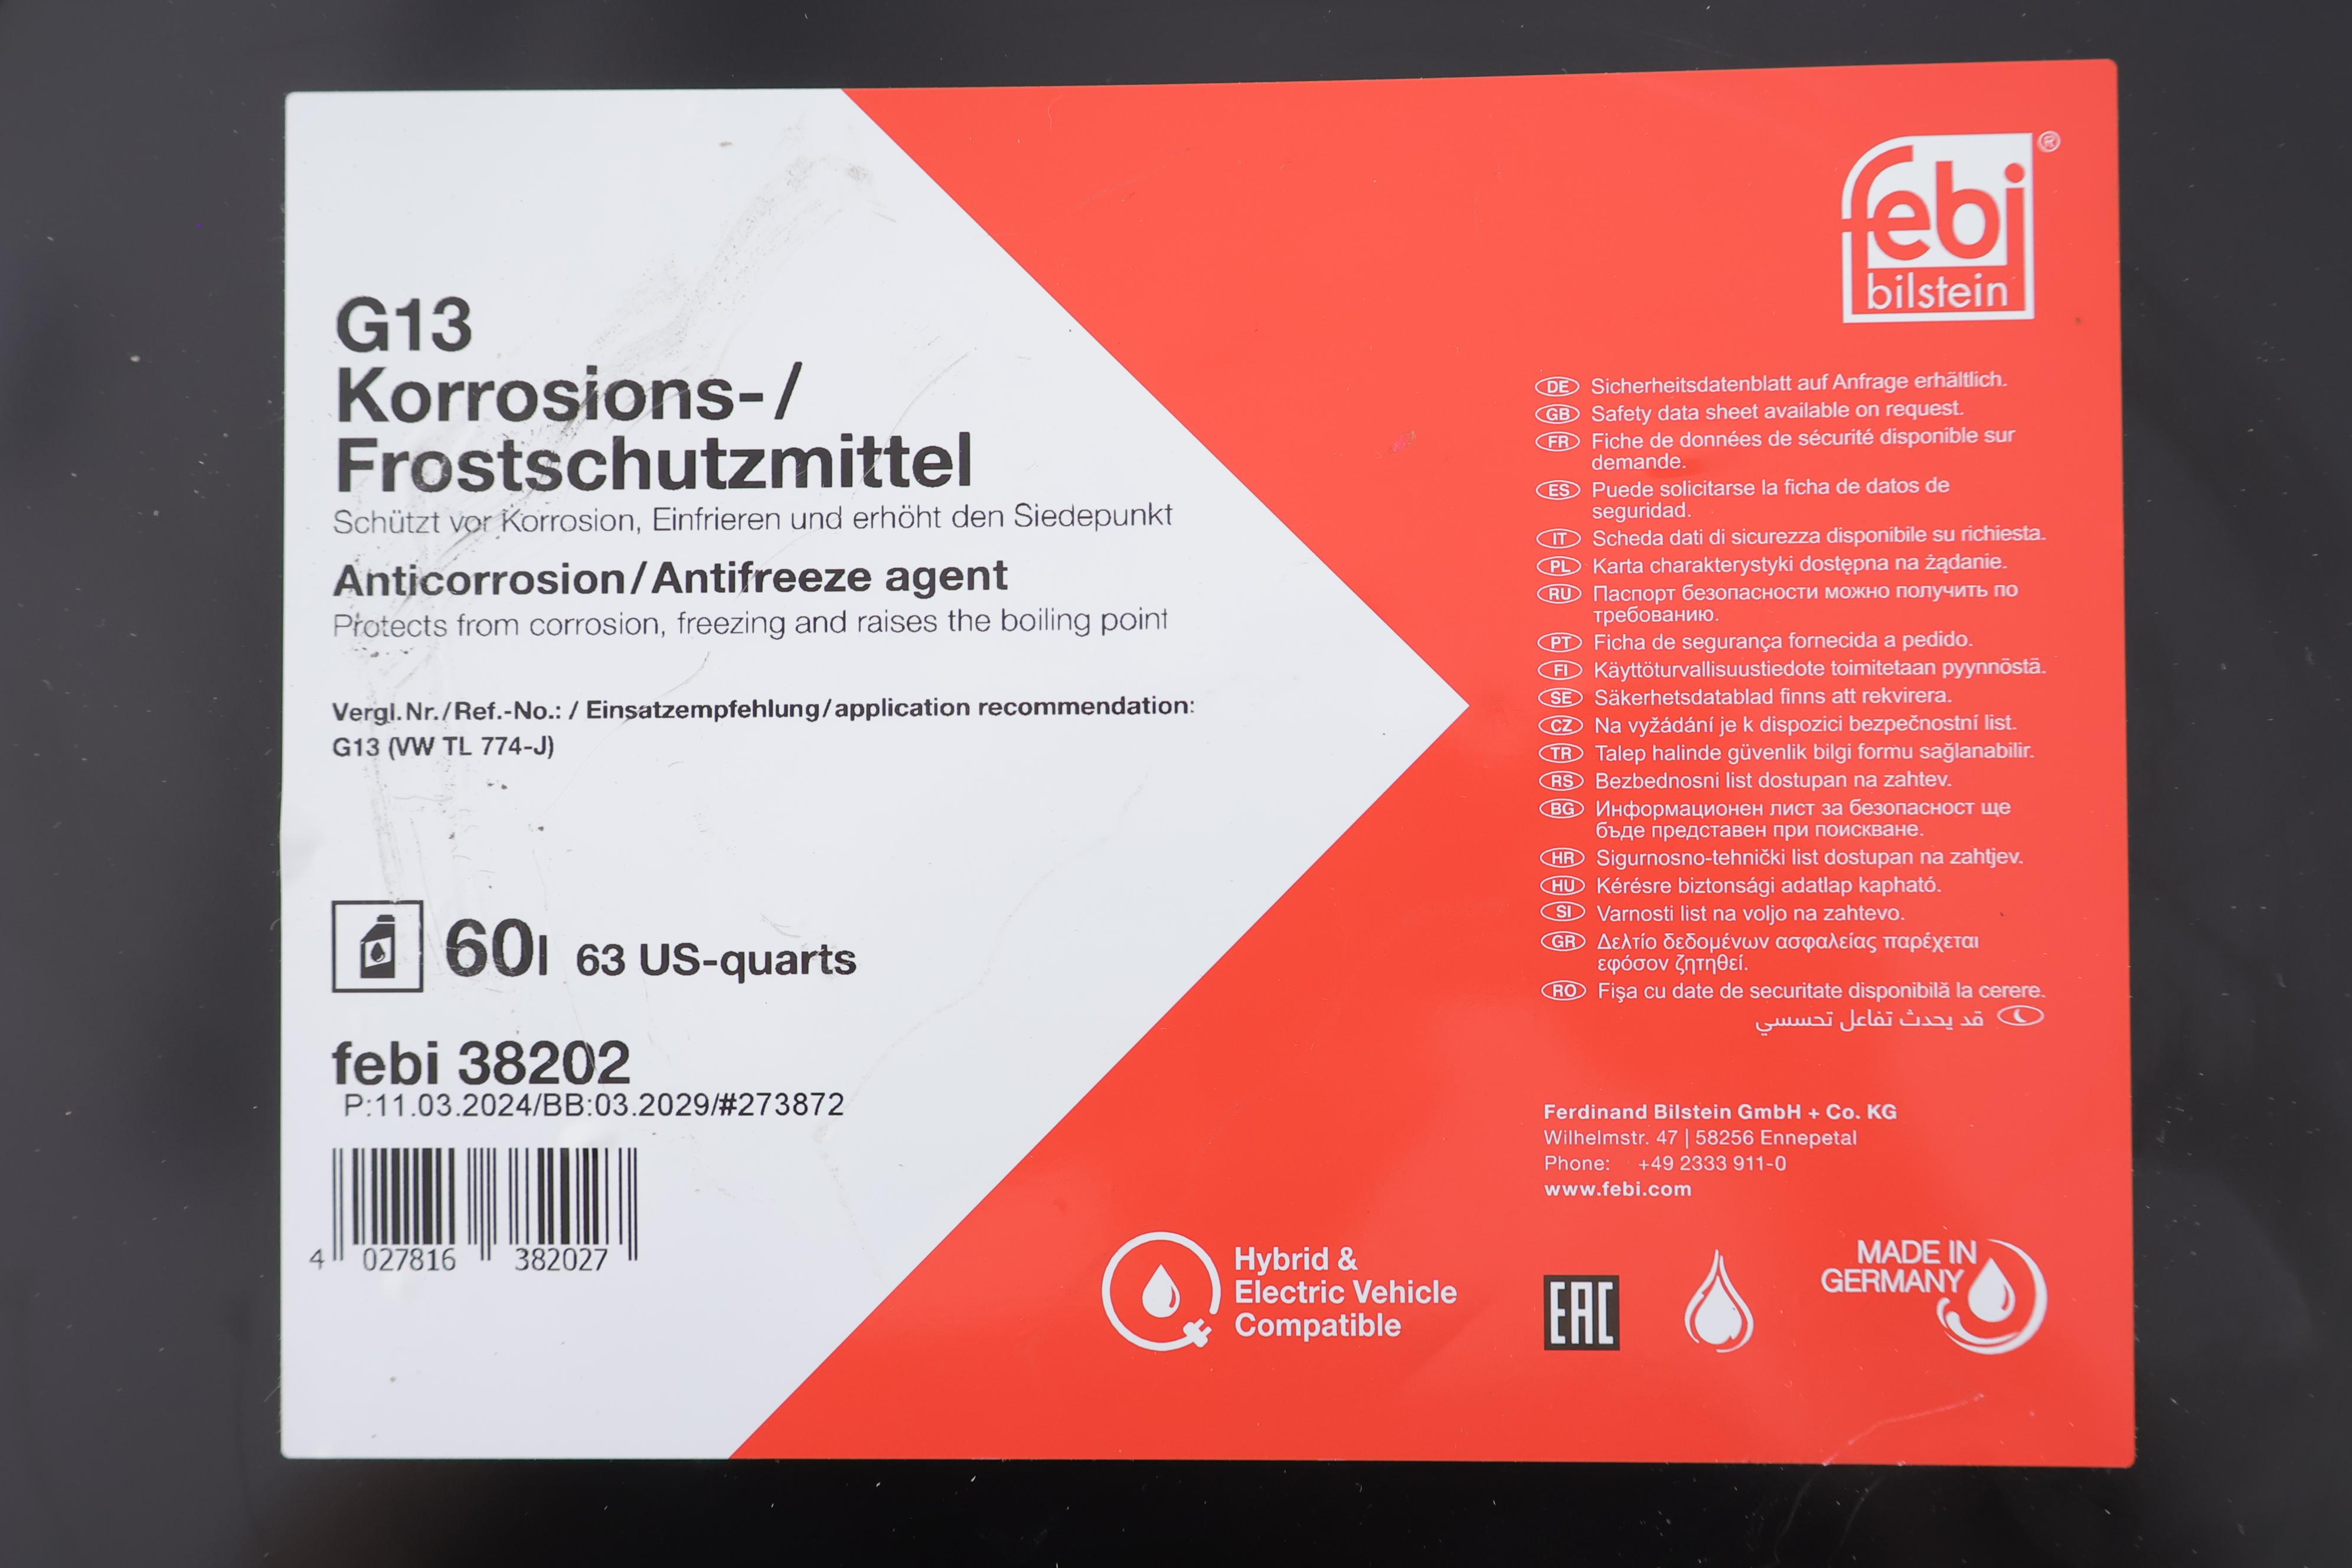 G13
Korrosions-/
Frostschutzmittel
Schützt vor Korrosion, Einfrieren und erhöht den Siedepunkt
Anticorrosion/Antifreeze agent
Protects from corrosion, freezing and raises the boiling point
Vergl.Nr./Ref.-No.: / Einsatzempfehlung/application recommendation:
G13 (VW TL 774-J)
60l 63 US-quarts
febi 38202
P:11.03.2024/BB:03.2029/#273872
4 027816 382027
febi ®
bilstein
DE Sicherheitsdatenblatt auf Anfrage erhältlich.
GB Safety data sheet available on request.
FR Fiche de données de sécurité disponible sur
demande.
ES Puede solicitarse la ficha de datos de
seguridad.
IT Scheda dati di sicurezza disponibile su richiesta.
PL Karta charakterystyki dostępna na żądanie.
RU Паспорт безопасности можно получить по
требованию.
PT Ficha de segurança fornecida a pedido.
FI Käyttöturvallisuustiedote toimitetaan pyynnöstä.
SE Säkerhetsdatablad finns att rekvirera.
CZ Na vyžádání je k dispozici bezpečnostní list.
TR Talep halinde güvenlik bilgi formu sağlanabilir.
RS Bezbednosni list dostupan na zahtev.
BG Информационен лист за безопасност ще
бъде представен при поискване.
HR Sigurnosno-tehnički list dostupan na zahtjev.
HU Kérésre biztonsági adatlap kapható.
SI Varnosti list na voljo na zahtevo.
GR Δελτίο δεδομένων ασφαλείας παρέχεται
εφόσον ζητηθεί.
RO Fişa cu date de securitate disponibilă la cerere.
قد يحدث تفاعل تحسسي
Ferdinand Bilstein GmbH + Co. KG
Wilhelmstr. 47 | 58256 Ennepetal
Phone: +49 2333 911-0
www.febi.com
Hybrid &
Electric Vehicle
Compatible
EAC
MADE IN
GERMANY